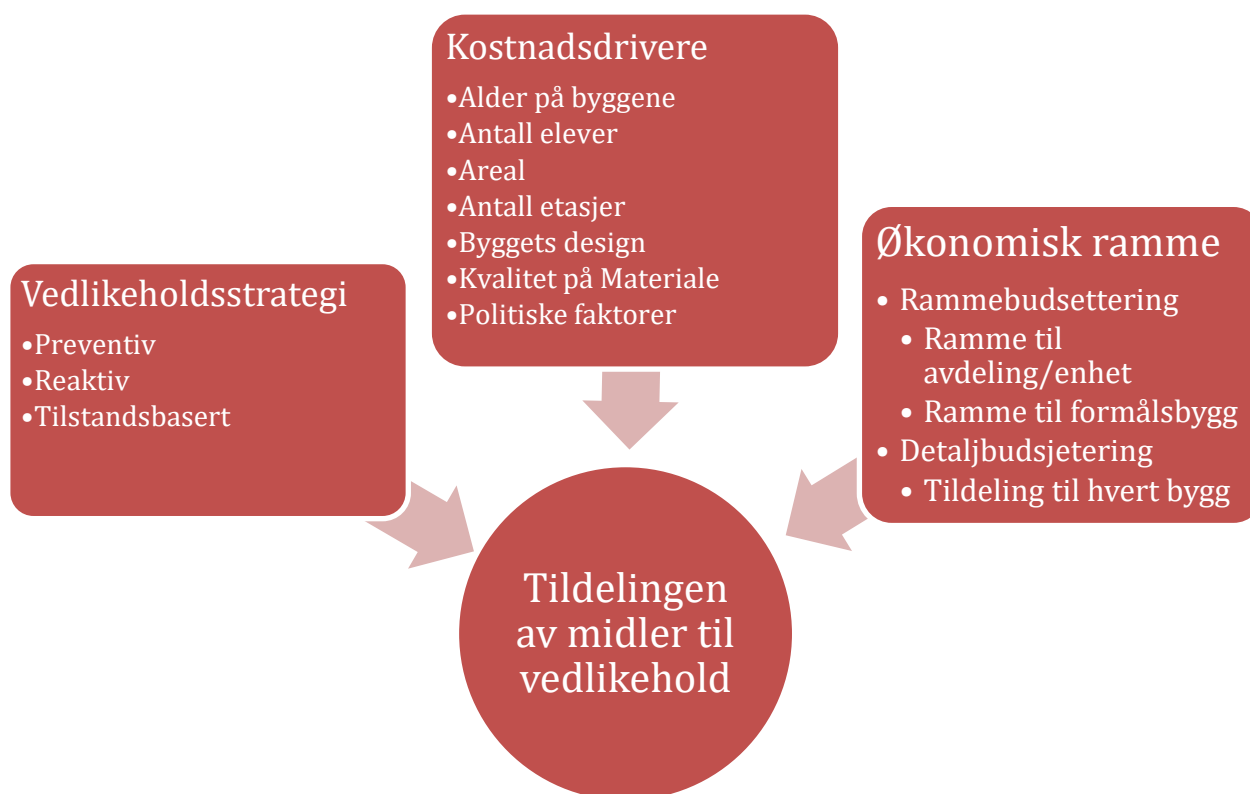 Kostnadsdrivere
•Alder på byggene
•Antall elever
•Areal
•Antall etasjer
•Byggets design
•Kvalitet på Materiale
•Politiske faktorer
Vedlikeholdsstrategi
•Preventiv
•Reaktiv
•Tilstandsbasert
Økonomisk ramme
• Rammebudsettering
• Ramme til
avdeling/enhet
• Ramme til formålsbygg
• Detaljbudsjetering
• Tildeling til hvert bygg
Tildelingen
av midler til
vedlikehold